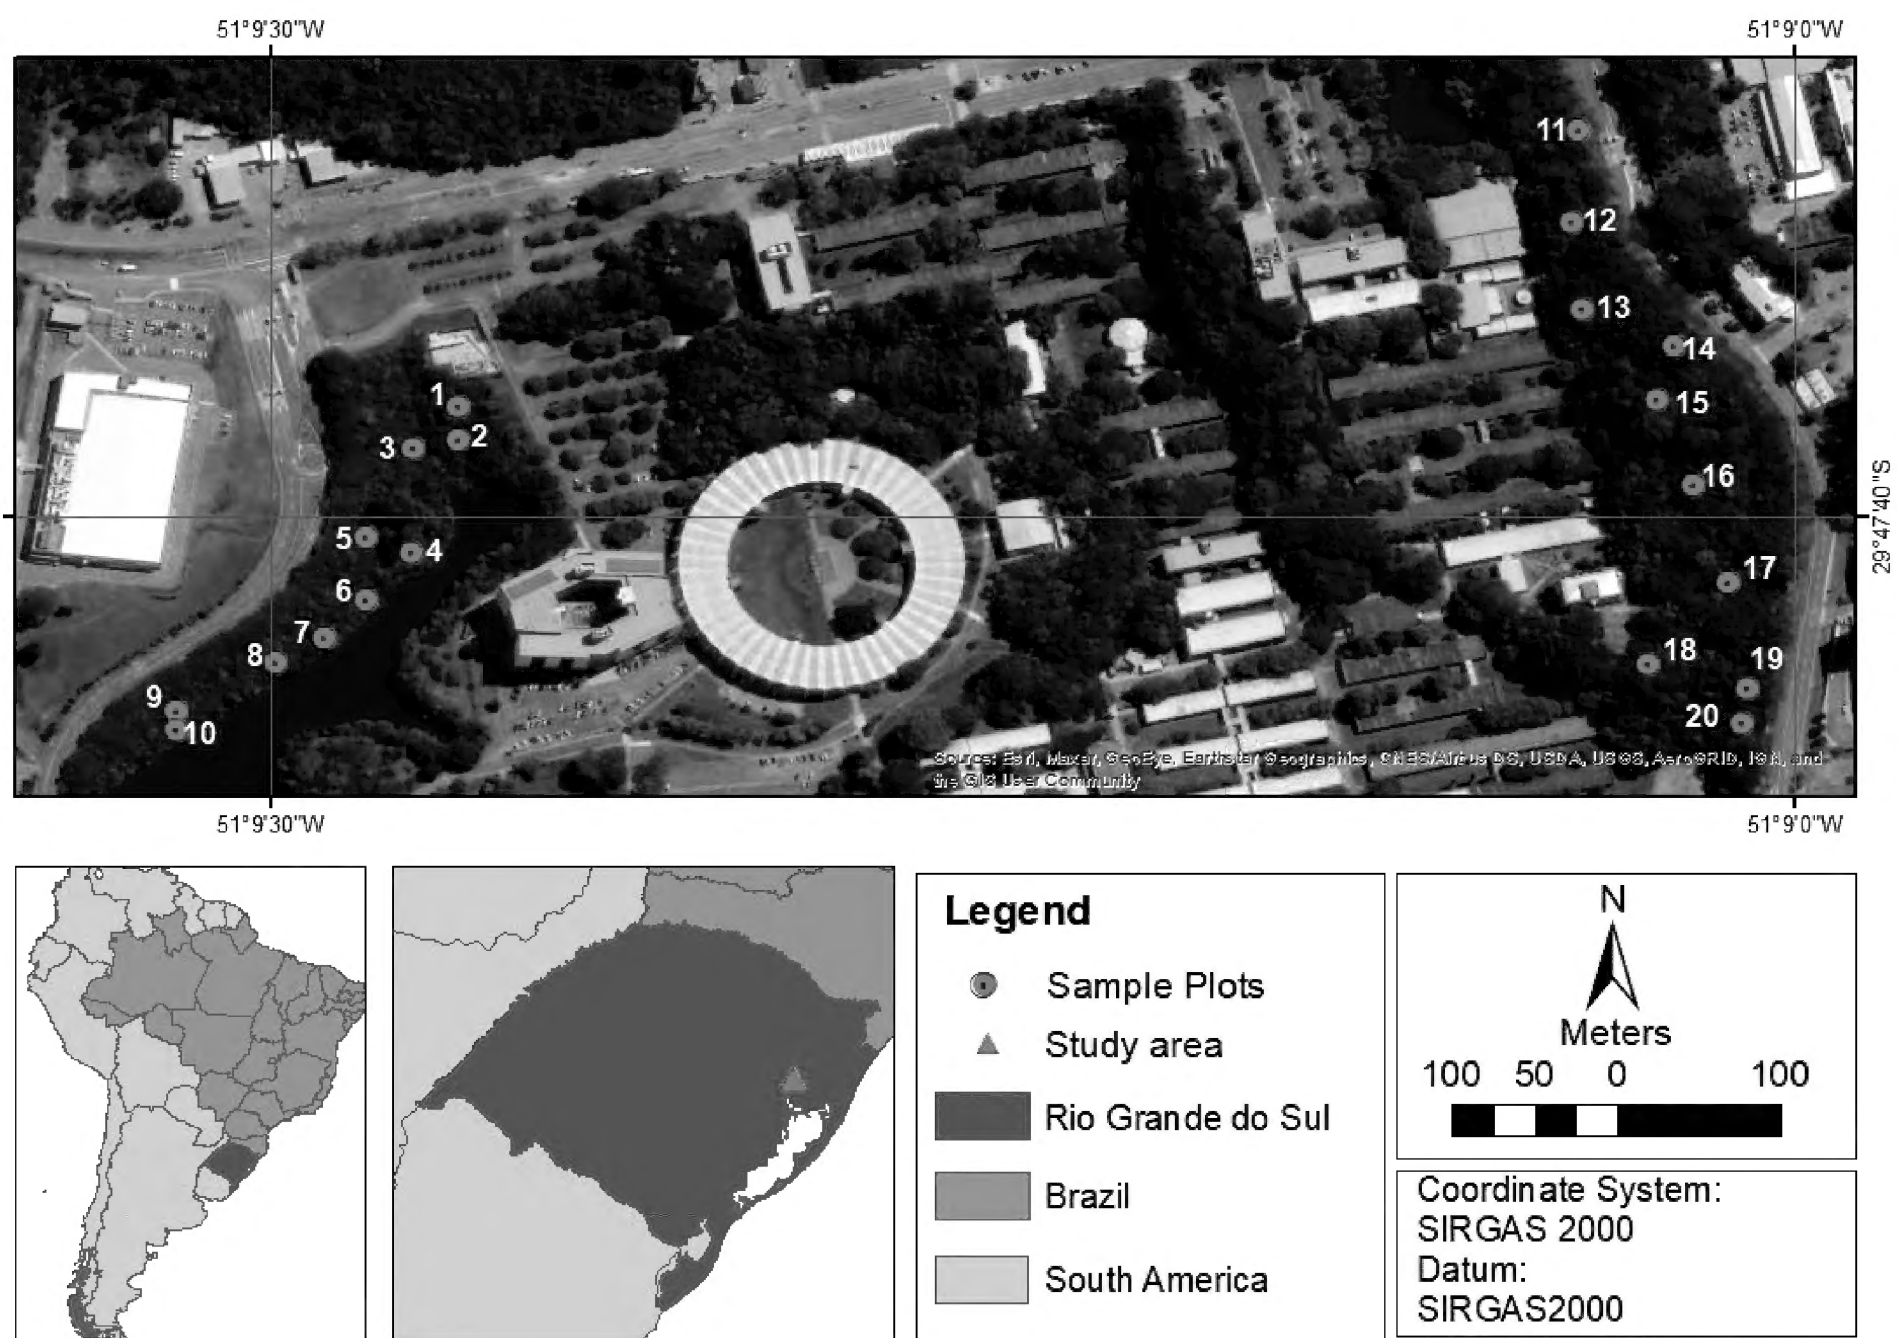 51°9'30"W 51°9'0"W
11
12
13
14
1
15
2
3
16
29°47'40"S
5
4
17
6
7
8
18
19
9
20
10
Source: Esri, Maxar, GeoEye, Earthstar Geographics, CNES/Airbus DS, USDA, USGS, AeroGRID, IGN, and
the GIS User Community
51°9'30"W 51°9'0"W
Legend
Sample Plots
Study area
Rio Grande do Sul
Brazil
South America
N
Meters
100 50 0 100
Coordinate System:
SIRGAS 2000
Datum:
SIRGAS2000